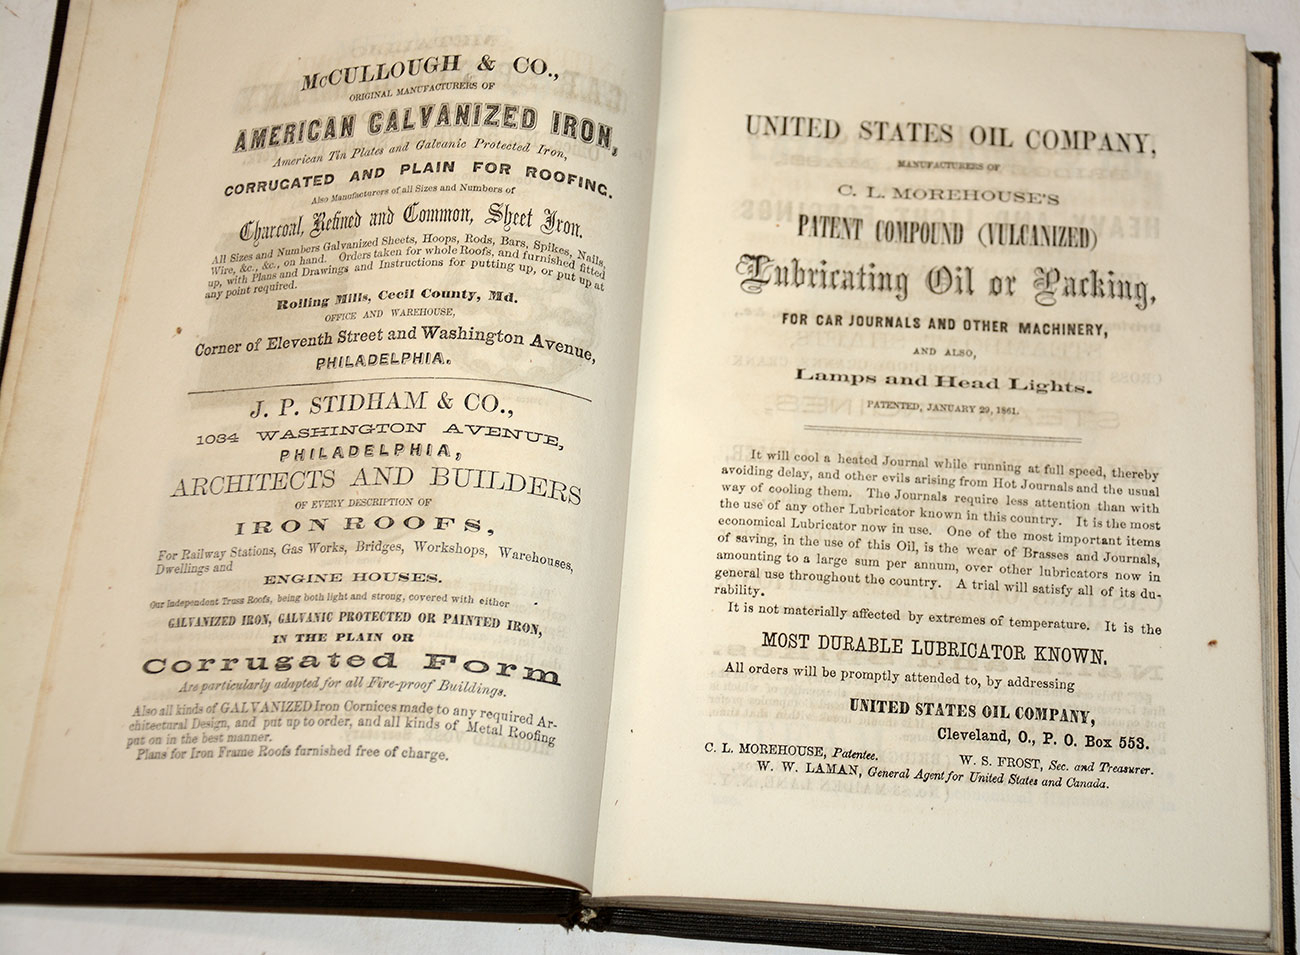 McCULLOUGH & CO.,
ORIGINAL MANUFACTURERS OF
AMERICAN GALVANIZED IRON,
American Tin Plates and Galvanic Protected Iron,
CORRUGATED AND PLAIN FOR ROOFING.
Also Manufacturers of all Sizes and Numbers of
Charcoal, Refined and Common, Sheet Iron.
All Sizes and Numbers Galvanized Sheets, Hoops, Rods, Bars, Spikes, Nails,
Wire, &c., &c., on hand. Orders taken for whole Roofs, and furnished fitted
up, with Plans and Drawings and Instructions for putting up, or put up at
any point required.
Rolling Mills, Cecil County, Md.
OFFICE AND WAREHOUSE,
Corner of Eleventh Street and Washington Avenue,
PHILADELPHIA.
J. P. STIDHAM & CO.,
1034 WASHINGTON AVENUE,
PHILADELPHIA,
ARCHITECTS AND BUILDERS
OF EVERY DESCRIPTION OF
IRON ROOFS,
For Railway Stations, Gas Works, Bridges, Workshops, Warehouses,
Dwellings and
ENGINE HOUSES.
Our Independent Truss Roofs, being both light and strong, covered with either
GALVANIZED IRON, GALVANIC PROTECTED OR PAINTED IRON,
IN THE PLAIN OR
Corrugated Form
Are particularly adapted for all Fire-proof Buildings.
Also all kinds of GALVANIZED Iron Cornices made to any required Ar-
chitectural Design, and put up to order, and all kinds of Metal Roofing
put on in the best manner.
Plans for Iron Frame Roofs furnished free of charge.
UNITED STATES OIL COMPANY,
MANUFACTURERS OF
C. L. MOREHOUSE'S
PATENT COMPOUND (VULCANIZED)
Lubricating Oil or Packing,
FOR CAR JOURNALS AND OTHER MACHINERY,
AND ALSO,
Lamps and Head Lights.
PATENTED, JANUARY 29, 1861.
It will cool a heated Journal while running at full speed, thereby
avoiding delay, and other evils arising from Hot Journals and the usual
way of cooling them. The Journals require less attention than with
the use of any other Lubricator known in this country. It is the most
economical Lubricator now in use. One of the most important items
of saving, in the use of this Oil, is the wear of Brasses and Journals,
amounting to a large sum per annum, over other lubricators now in
general use throughout the country. A trial will satisfy all of its du-
rability.
It is not materially affected by extremes of temperature. It is the
MOST DURABLE LUBRICATOR KNOWN.
All orders will be promptly attended to, by addressing
UNITED STATES OIL COMPANY,
Cleveland, O., P. O. Box 553.
C. L. MOREHOUSE, Patentee. W. S. FROST, Sec. and Treasurer.
W. W. LAMAN, General Agent for United States and Canada.